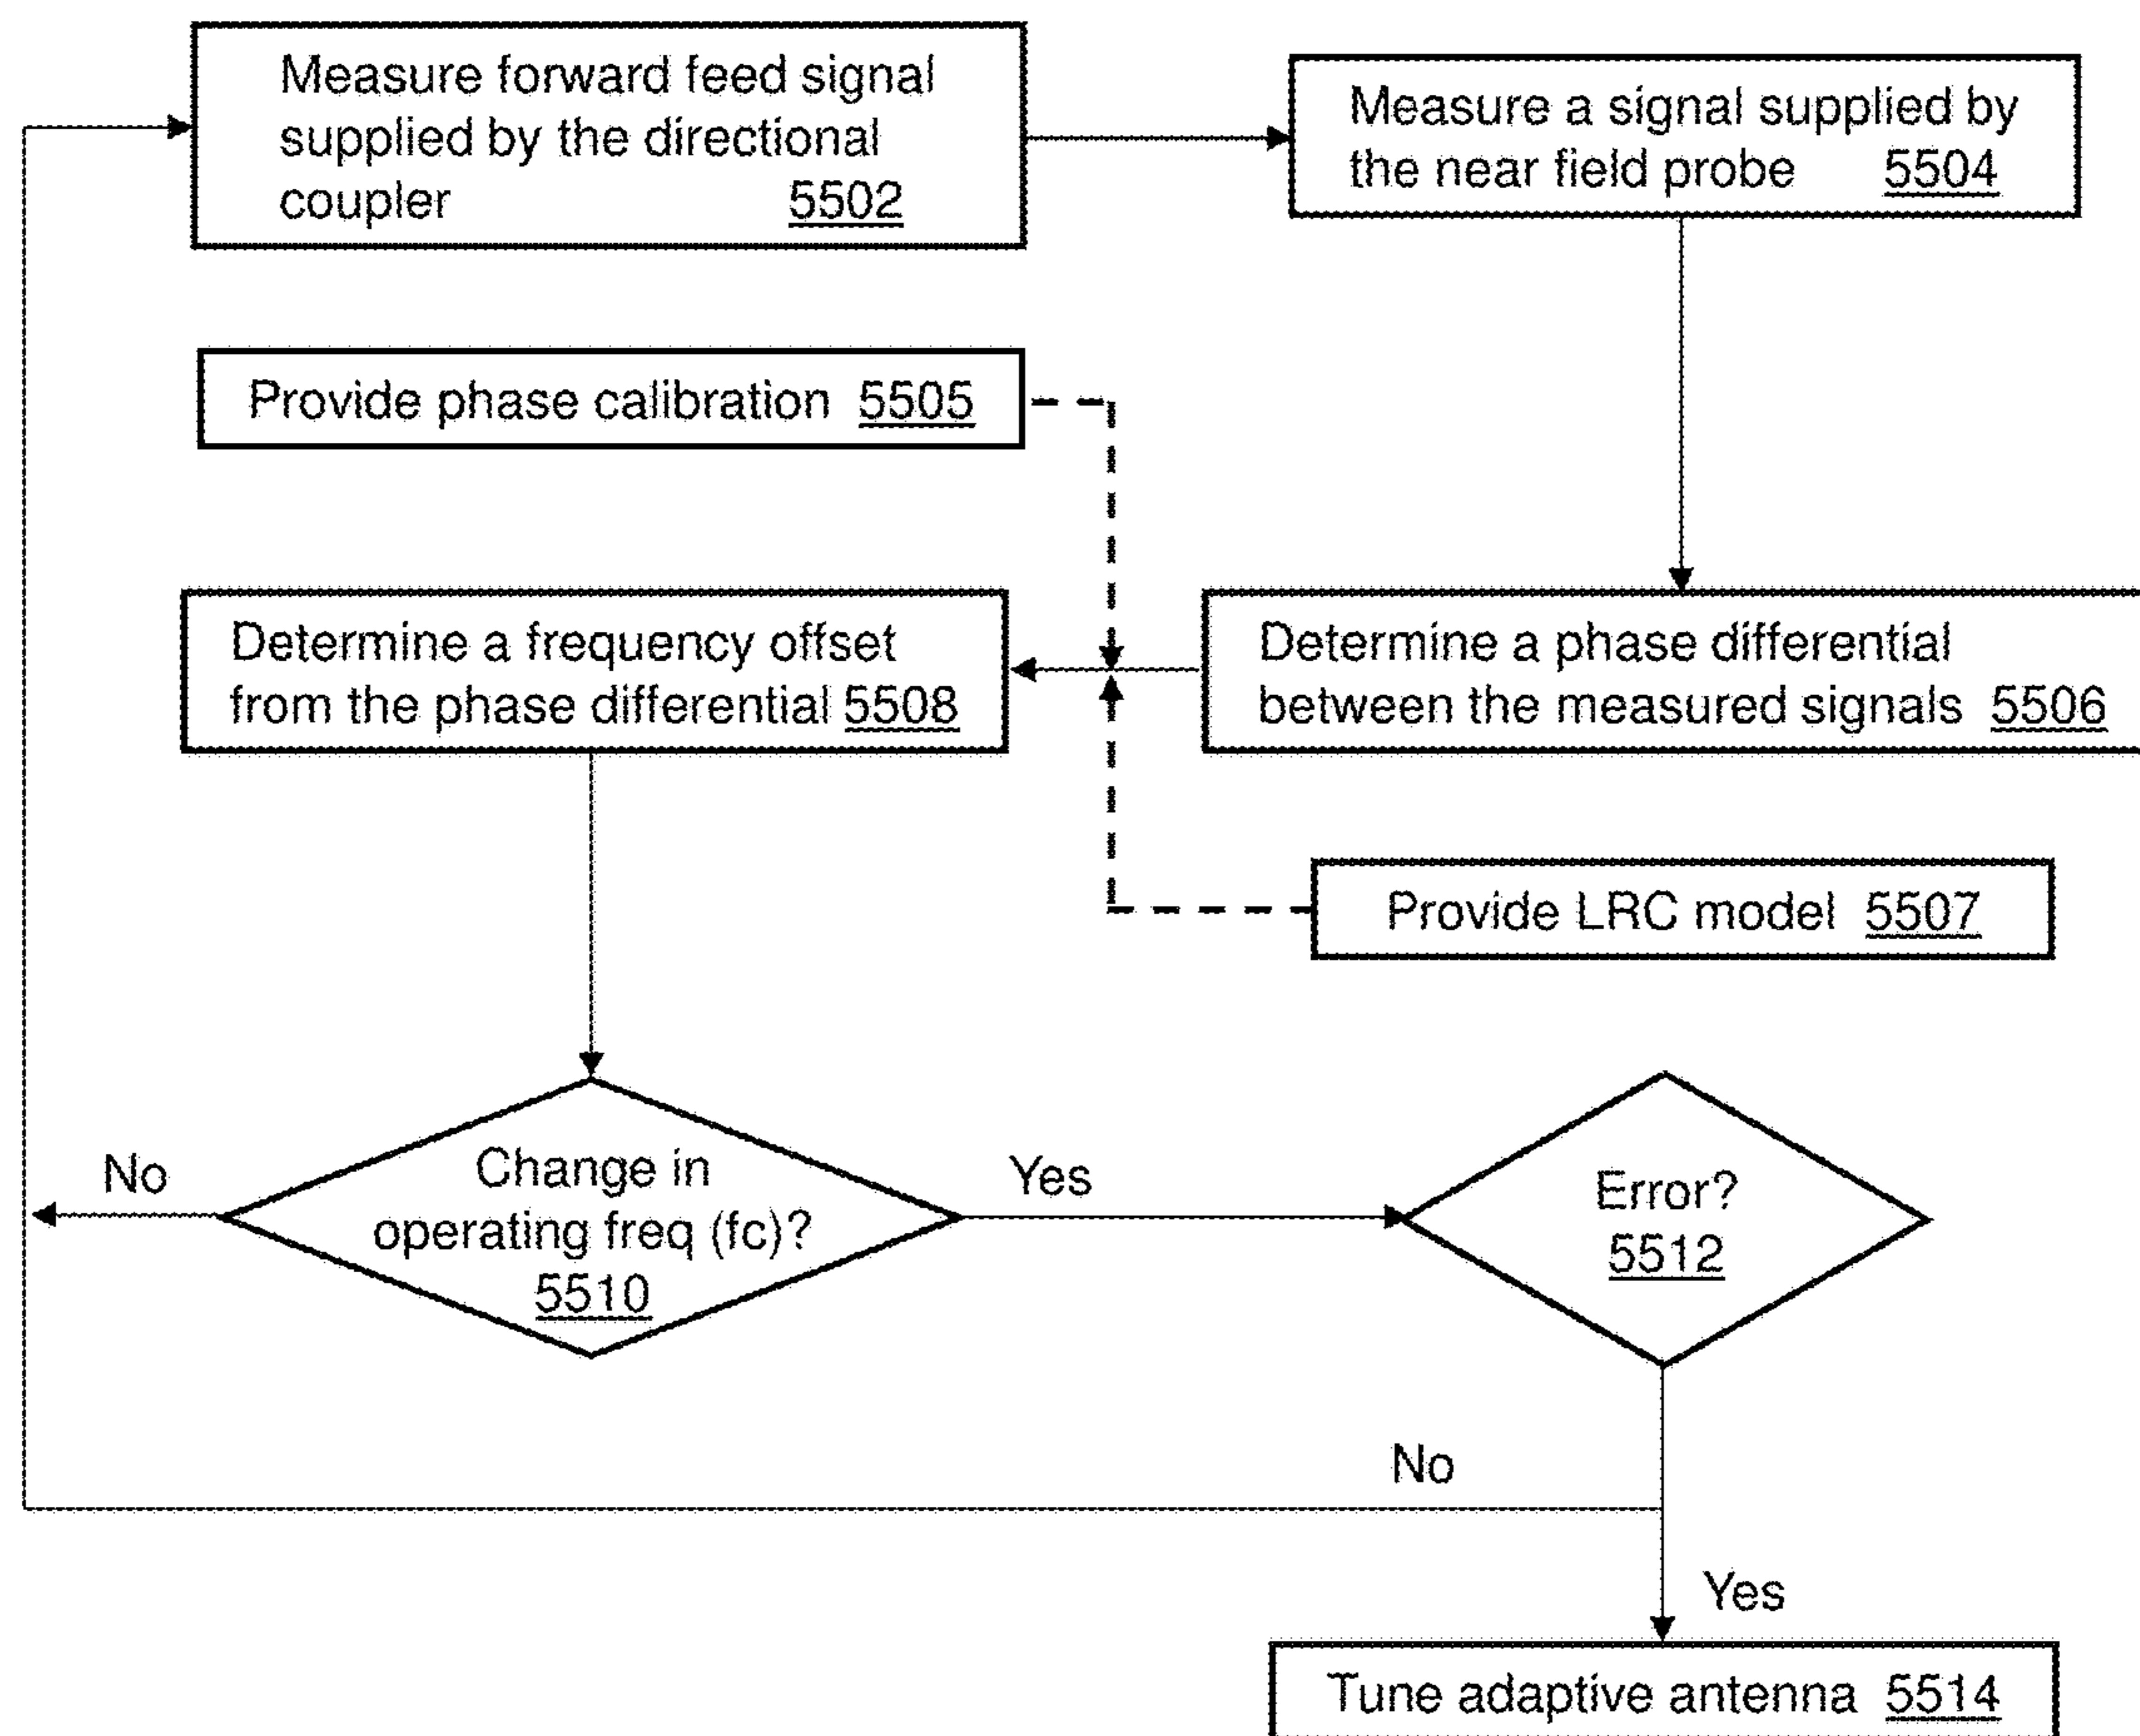 Measure forward feed signal
supplied by the directional
coupler 5502
Measure a signal supplied by
the near field probe 5504
Provide phase calibration 5505
Determine a frequency offset
from the phase differential 5508
Determine a phase differential
between the measured signals 5506
Provide LRC model 5507
No
Change in
operating freq (fc)?
5510
Yes
Error?
5512
No
Yes
Tune adaptive antenna 5514